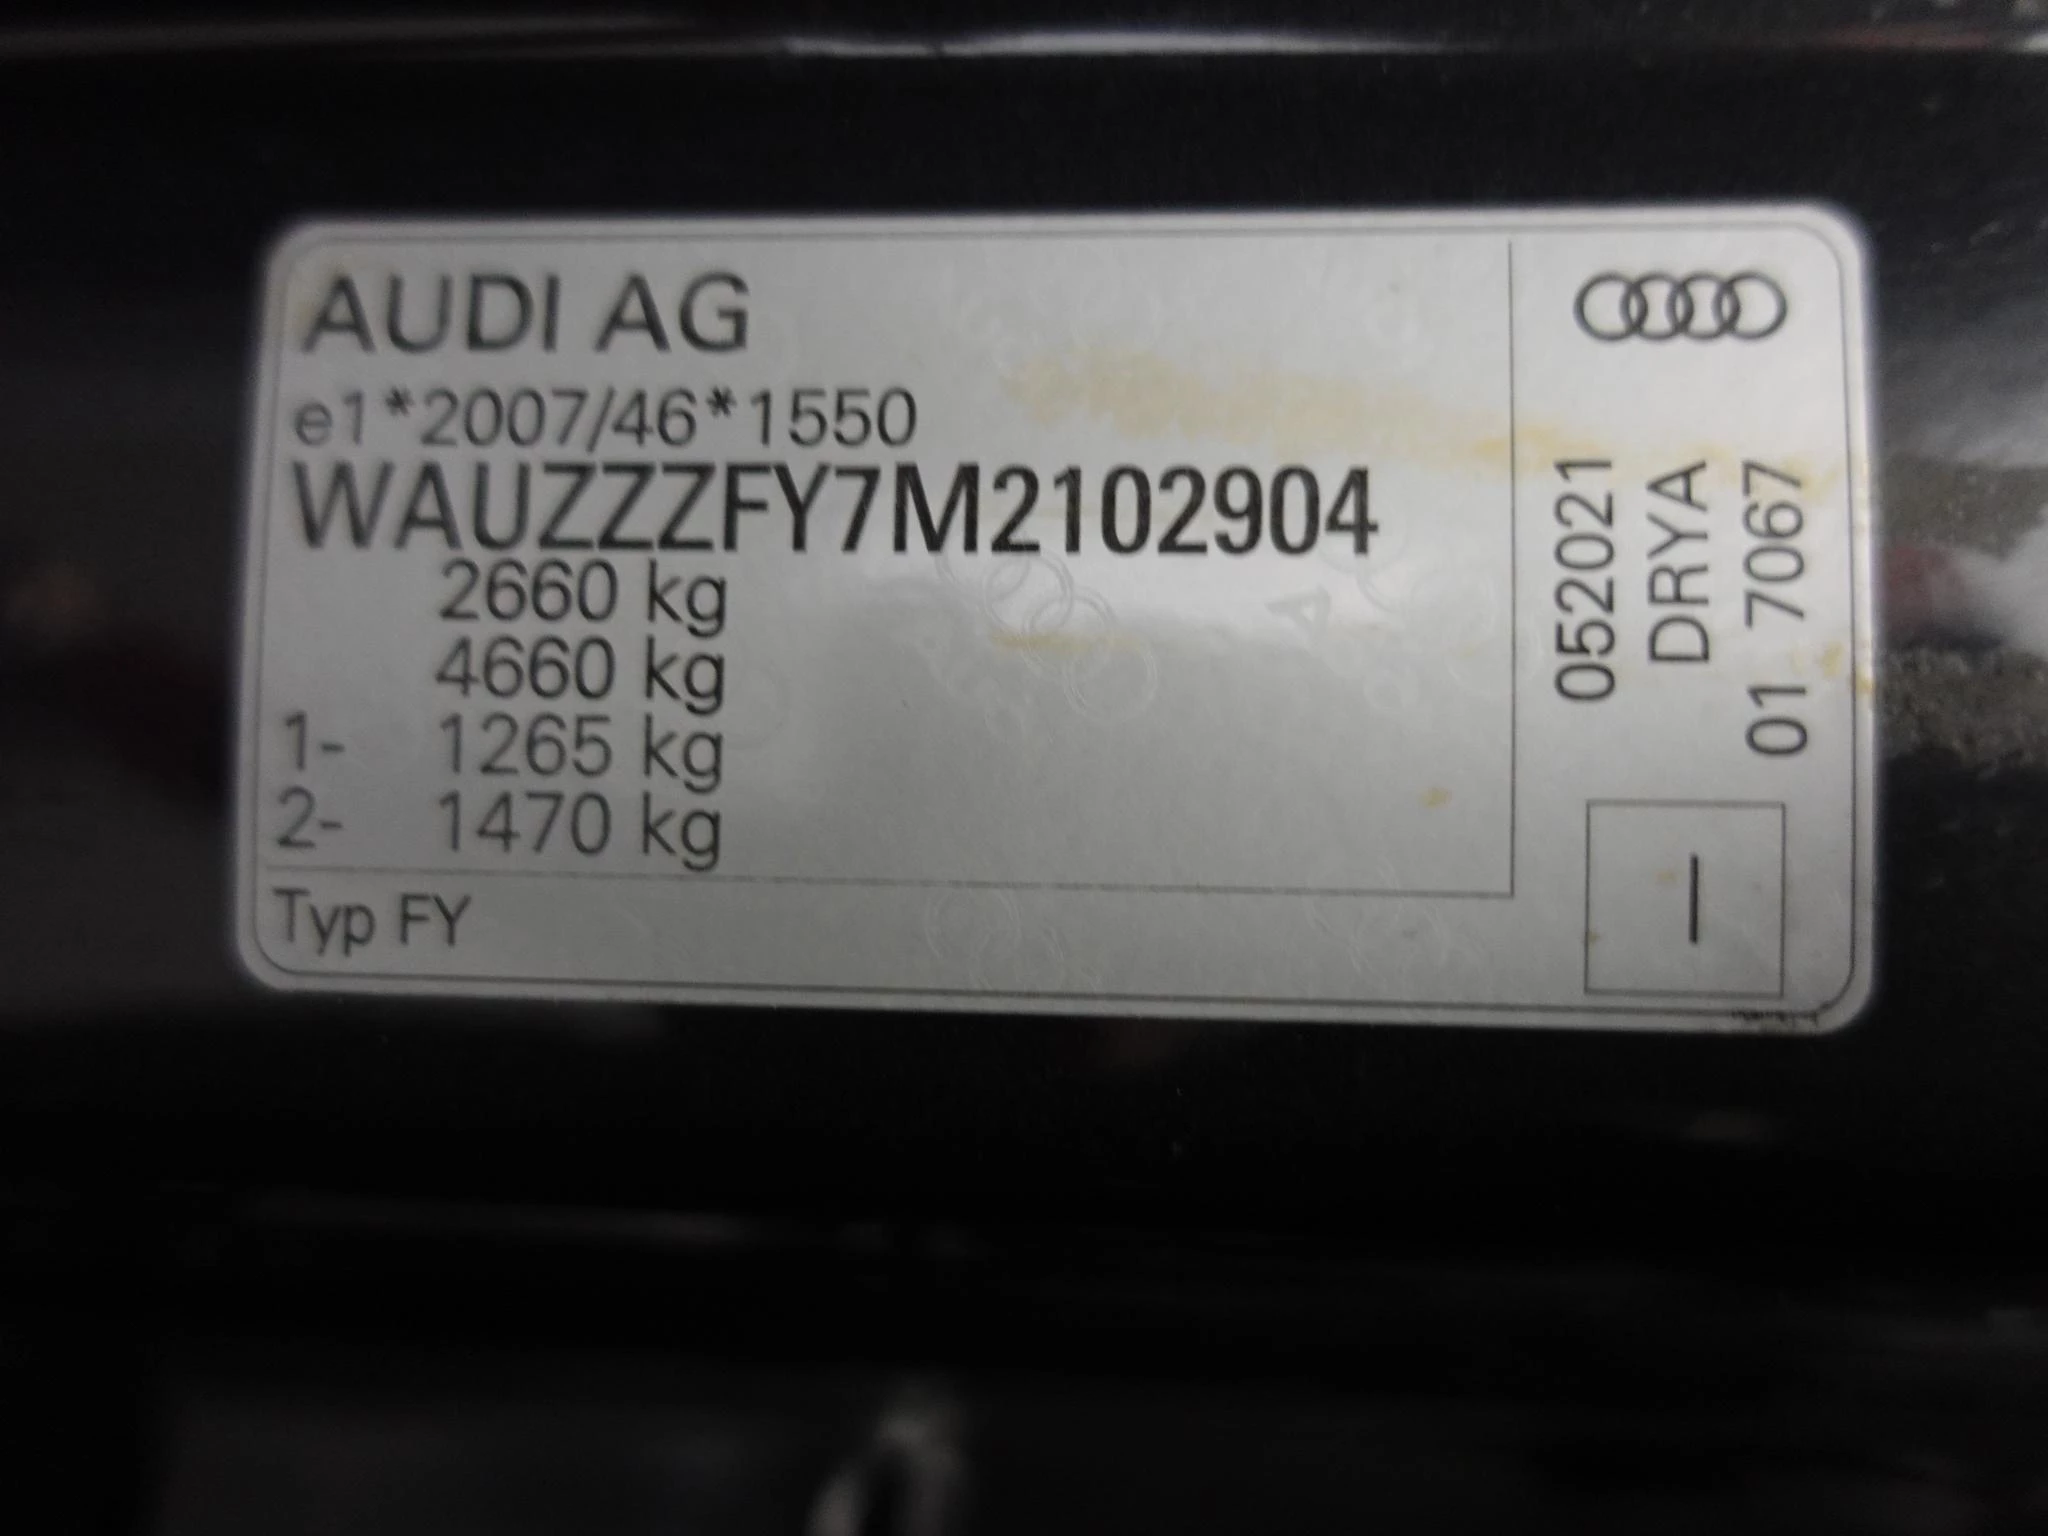 AUDI AG
e1*2007/46*1550
WAUZZZFY7M2102904
2660 kg
4660 kg
1- 1265 kg
2- 1470 kg
Typ FY
052021
DRYA
01 7067
–